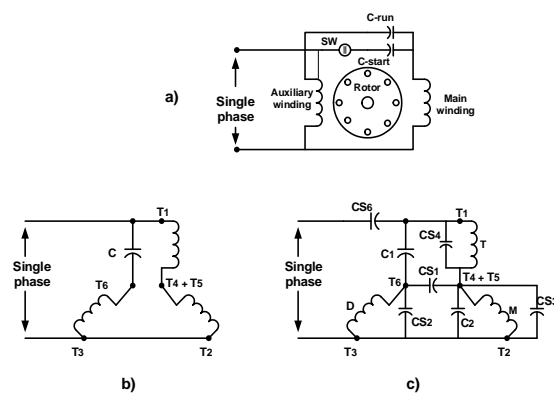 C-run
SW
C-start
a)
Single
phase
Auxiliary
winding
Rotor
Main
winding
T1
C
Single
phase
T6
T4 + T5
T3
T2
b)
CS6
T1
CS4
T
C1
Single
phase
T6
CS1
T4 + T5
D
CS2
C2
M
CS3
T3
T2
c)